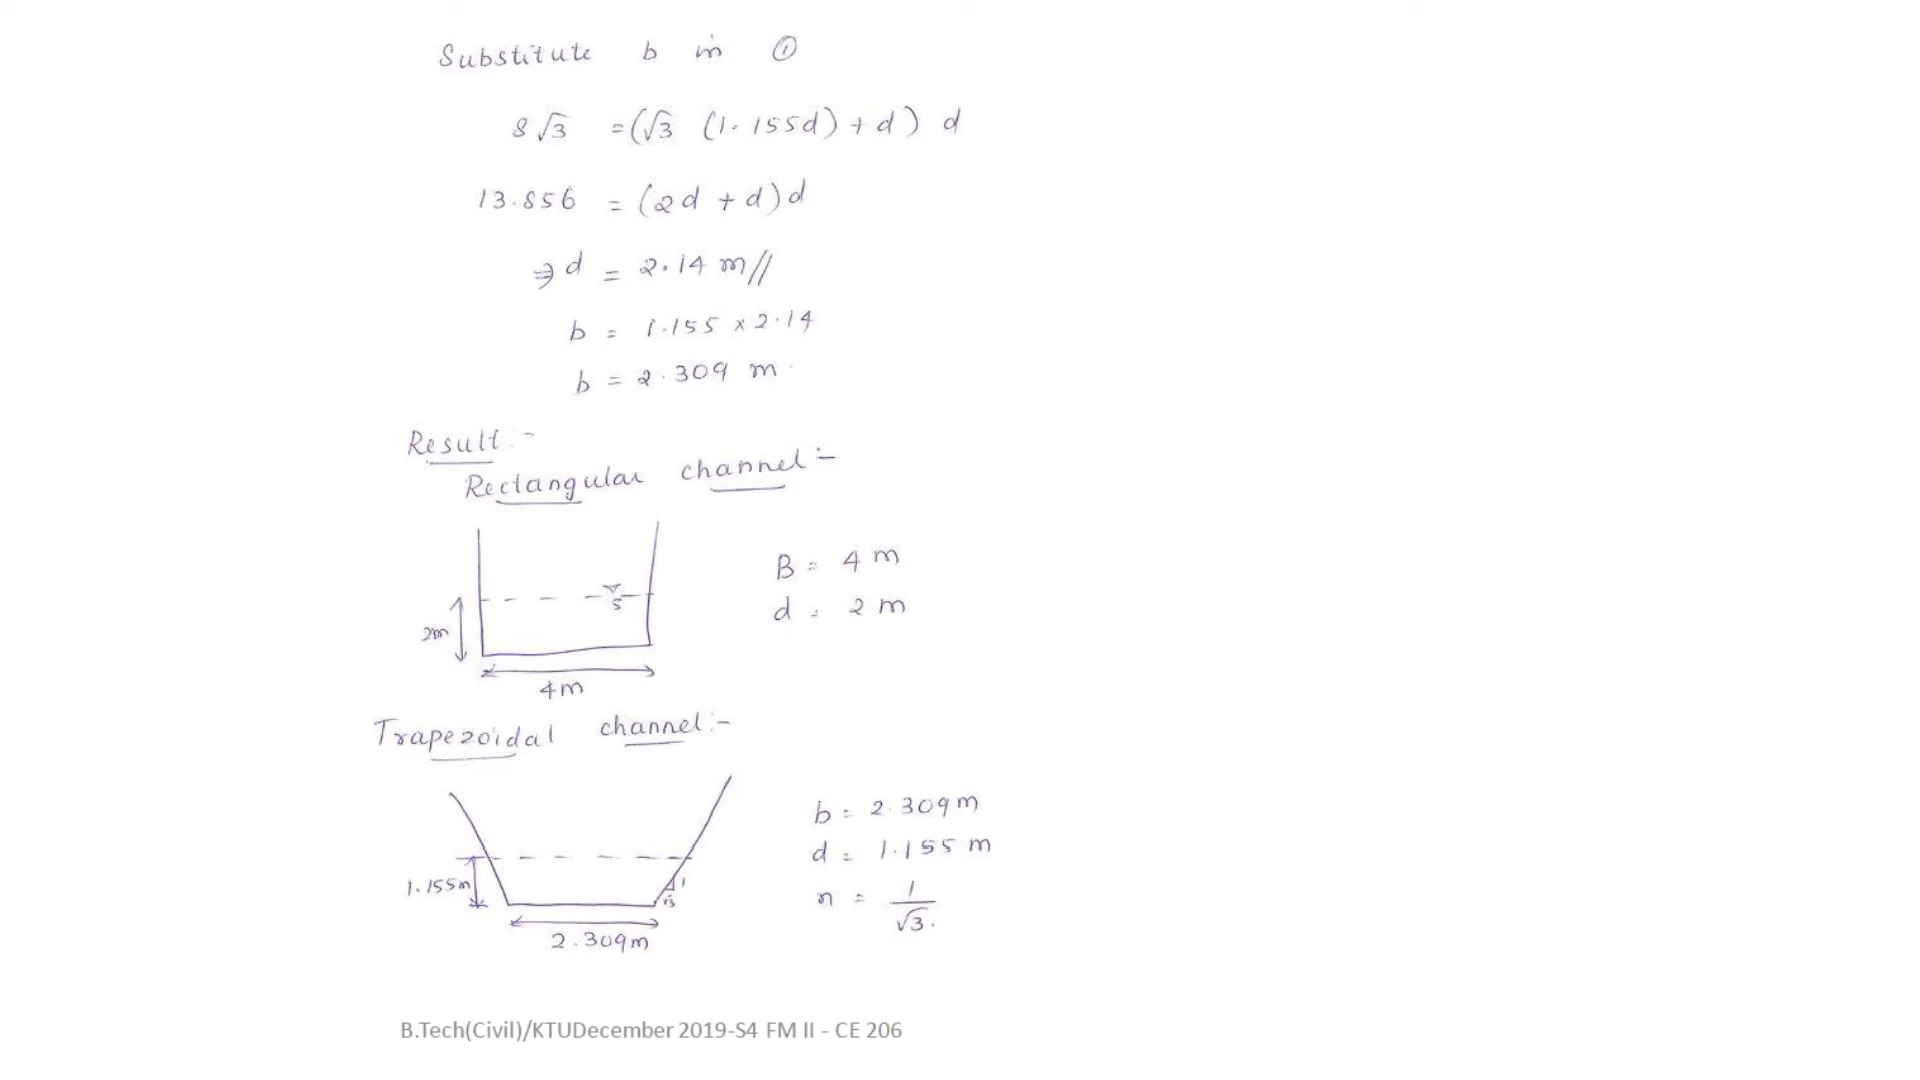 Substitute b in ①
8√3 = (√3 (1.155d) + d) d
13.856 = (2d + d) d
⇒ d = 2.14 m//
b = 1.155 x 2.14
b = 2.309 m
Result :-
Rectangular channel :-
B = 4 m
d = 2 m
2m
4m
Trapezoidal channel :-
b = 2.309m
d = 1.155 m
n = 1/√3.
1.155m
1
√3
2.309m
B.Tech(Civil)/KTUDecember 2019-S4 FM II - CE 206